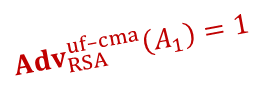 Adv^{uf-cma}_{RSA}(A_1) = 1